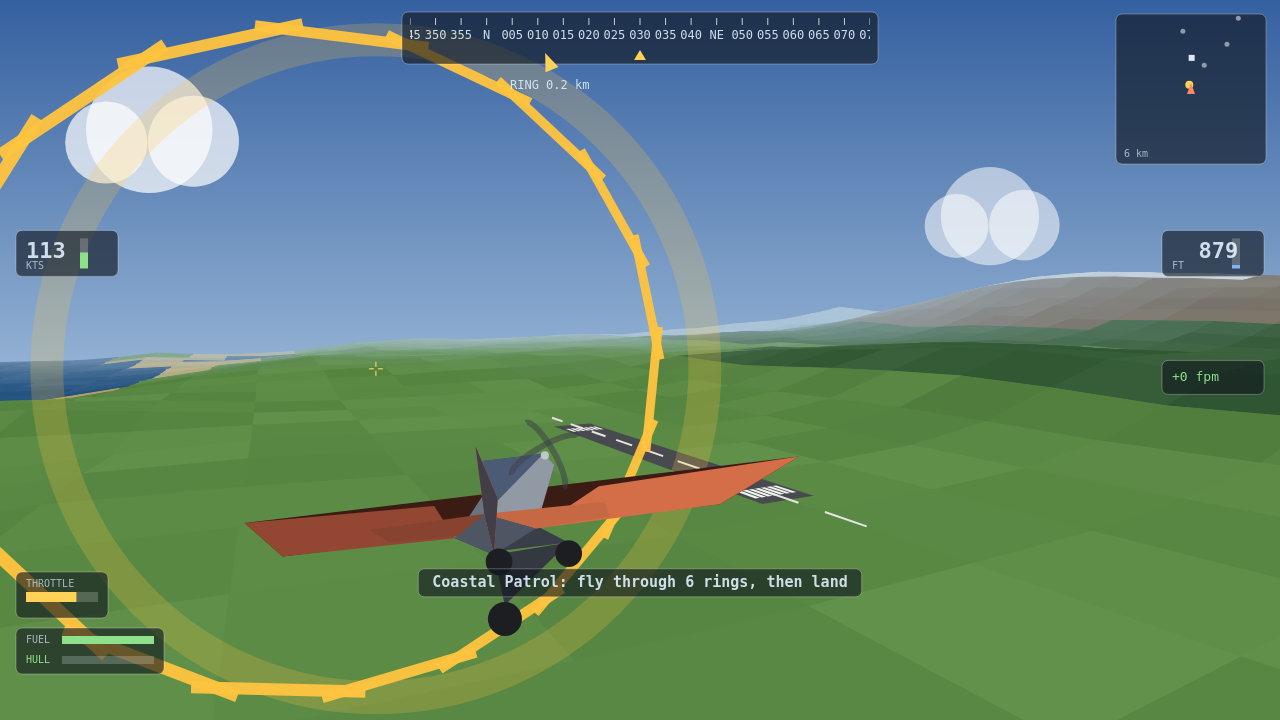 350 355 N 005 010 015 020 025 030 035 040 NE 050 055 060 065 070
RING 0.2 km
6 km
113
KTS
879
FT
+0 fpm
Coastal Patrol: fly through 6 rings, then land
THROTTLE
FUEL
HULL